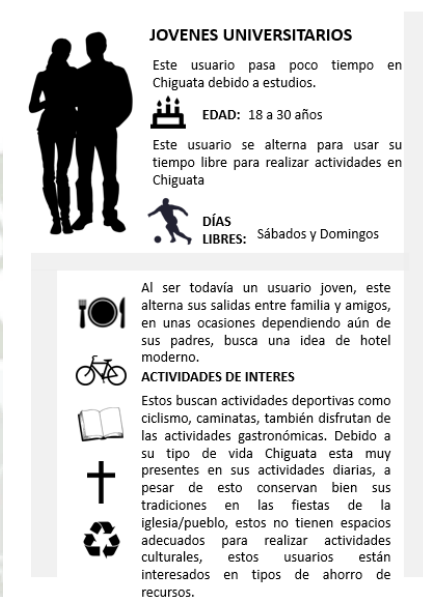 JOVENES UNIVERSITARIOS
Este usuario pasa poco tiempo en
Chiguata debido a estudios.
EDAD: 18 a 30 años
Este usuario se alterna para usar su
tiempo libre para realizar actividades en
Chiguata
DÍAS
LIBRES: Sábados y Domingos
Al ser todavía un usuario joven, este
alterna sus salidas entre familia y amigos,
en unas ocasiones dependiendo aún de
sus padres, busca una idea de hotel
moderno.
ACTIVIDADES DE INTERES
Estos buscan actividades deportivas como
ciclismo, caminatas, también disfrutan de
las actividades gastronómicas. Debido a
su tipo de vida Chiguata esta muy
presentes en sus actividades diarias, a
pesar de esto conservan bien sus
tradiciones en las fiestas de la
iglesia/pueblo, estos no tienen espacios
adecuados para realizar actividades
culturales, estos usuarios están
interesados en tipos de ahorro de
recursos.